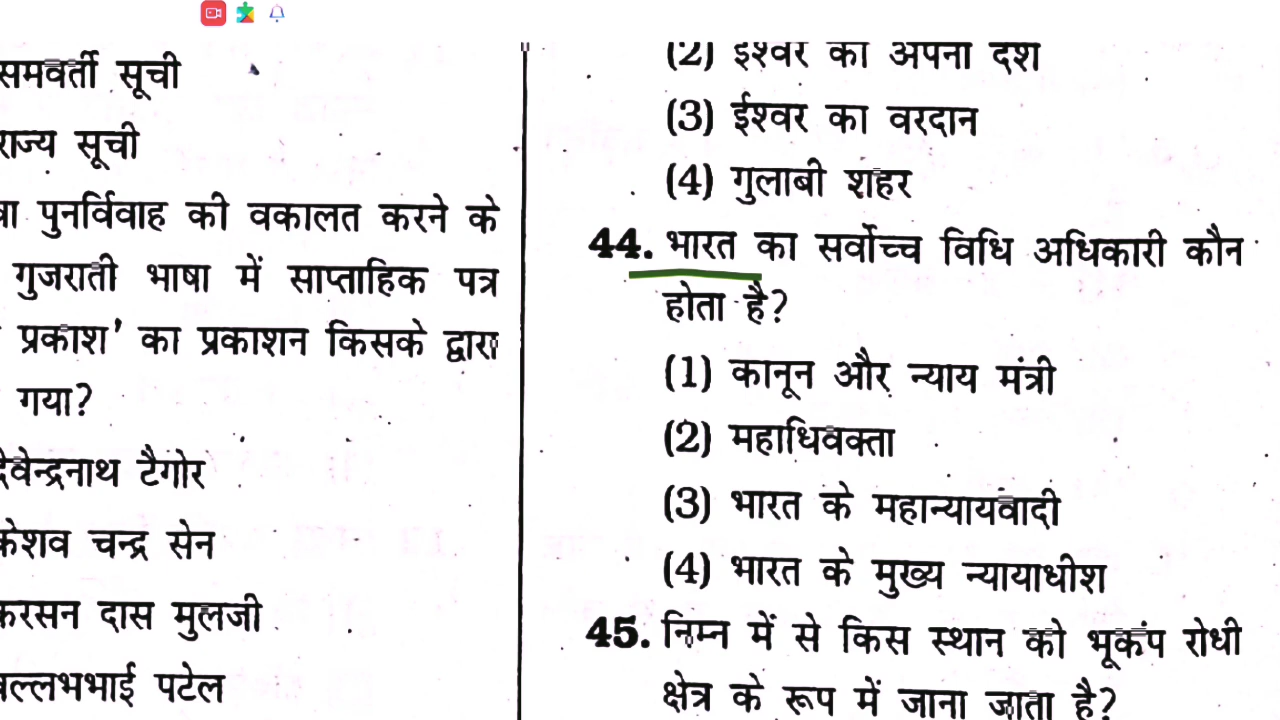 समवर्ती सूची
राज्य सूची
पुनर्विवाह की वकालत करने के
गुजराती भाषा में साप्ताहिक पत्र
प्रकाश' का प्रकाशन किसके द्वारा
गया?
देवेन्द्रनाथ टैगोर
केशव चन्द्र सेन
करसन दास मुलजी
वल्लभभाई पटेल
(2) ईश्वर का अपना देश
(3) ईश्वर का वरदान
(4) गुलाबी शहर
44. भारत का सर्वोच्च विधि अधिकारी कौन
होता है?
(1) कानून और न्याय मंत्री
(2) महाधिवक्ता
(3) भारत के महान्यायवादी
(4) भारत के मुख्य न्यायाधीश
45. निम्न में से किस स्थान को भूकंप रोधी
क्षेत्र के रूप में जाना जाता है?